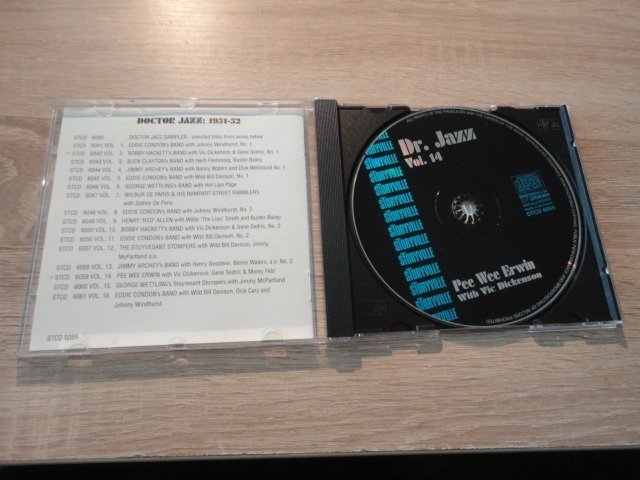 DOCTOR JAZZ: 1951-52
STCD 6040 DOCTOR JAZZ SAMPLER - selected titles from series below
STCD 6041 VOL. 1 EDDIE CONDON's BAND with Johnny Windhurst, No. 1
STCD 6042 VOL. 2 BOBBY HACKETT's BAND with Vic Dickenson & Gene Sedric, No. 1
STCD 6043 VOL. 3 BUCK CLAYTON's BAND with Herb Flemming, Buster Bailey
STCD 6044 VOL. 4 JIMMY ARCHEY's BAND with Benny Waters and Dick Wellstood No. 1
STCD 6045 VOL. 5 EDDIE CONDON's BAND with Wild Bill Davison, No. 1
STCD 6046 VOL. 6 GEORGE WETTLING's BAND with Hot Lips Page
STCD 6047 VOL. 7 WILBUR DE PARIS & HIS RAMPART STREET RAMBLERS
with Sidney De Paris
STCD 6048 VOL. 8 EDDIE CONDON's BAND with Johnny Windhurst, No. 2
STCD 6049 VOL. 9 HENRY "RED" ALLEN with Willie "The Lion" Smith and Buster Bailey
STCD 6050 VOL. 10 BOBBY HACKETT's BAND with Vic Dickenson & Gene Sedric, No. 2
STCD 6056 VOL. 11 EDDIE CONDON's BAND with Wild Bill Davison, No. 2
STCD 6057 VOL. 12. THE STUYVESANT STOMPERS with Wild Bill Davison, Jimmy
McPartland a.o.
STCD 6058 VOL. 13. JIMMY ARCHEY's BAND with Henry Goodwin, Benny Waters, a.o. No. 2
STCD 6059 VOL. 14. PEE WEE ERWIN with Vic Dickenson, Gene Sedric & Morey Feld
STCD 6060 VOL. 15. GEORGE WETTLING's Stuyvesant Stompers with Jimmy McPartland
STCD 6061 VOL. 16. EDDIE CONDON's BAND with Wild Bill Davison, Dick Cary and
Johnny Windhurst
STCD 6059
Dr. Jazz
Vol. 14
STORYVILLE
STORYVILLE
STORYVILLE
STORYVILLE
STORYVILLE
STORYVILLE
STORYVILLE
STORYVILLE
STORYVILLE
STORYVILLE
STORYVILLE
STORYVILLE
STCD 6059
Pee Wee Erwin
With Vic Dickenson